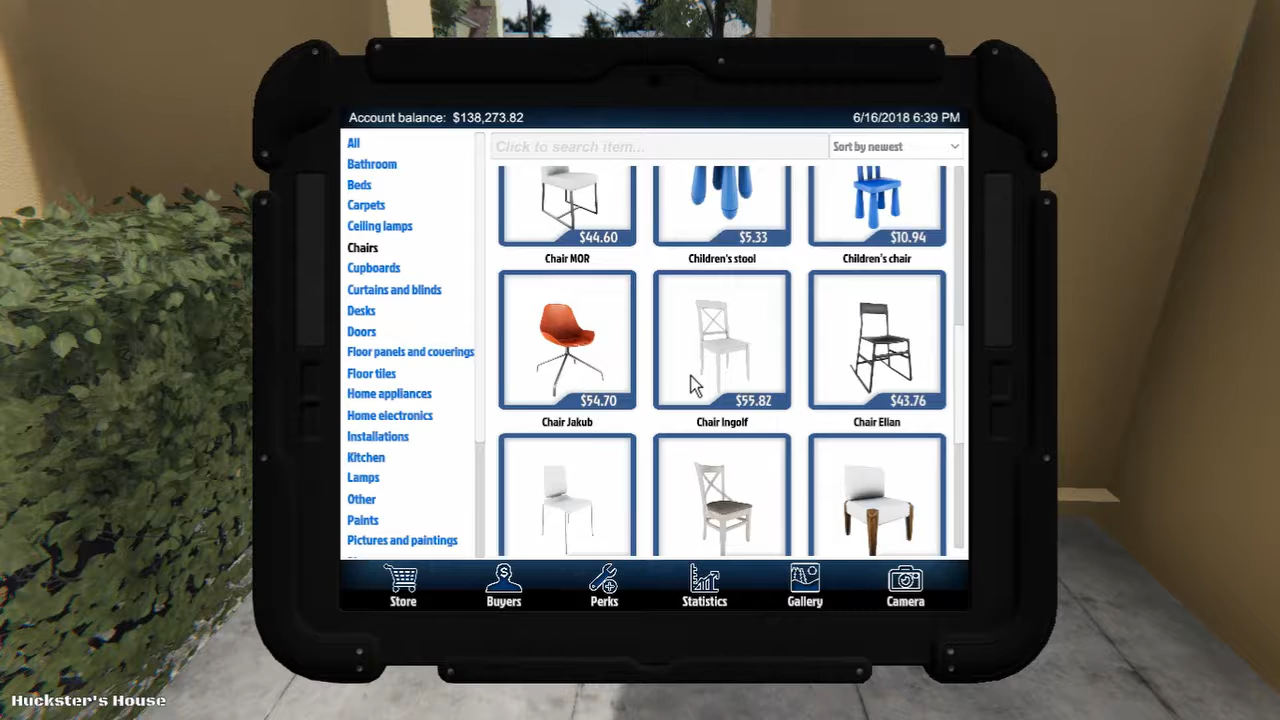 Account balance: $138,273.82
6/16/2018 6:39 PM
All
Bathroom
Beds
Carpets
Ceiling lamps
Chairs
Cupboards
Curtains and blinds
Desks
Doors
Floor panels and coverings
Floor tiles
Home appliances
Home electronics
Installations
Kitchen
Lamps
Other
Paints
Pictures and paintings
Click to search item...
Sort by newest
$44.60
$5.33
$10.94
Chair MOR
Children's stool
Children's chair
$54.70
$55.82
$43.76
Chair Jakub
Chair Ingolf
Chair Ellan
Store
Buyers
Perks
Statistics
Gallery
Camera
Huckster's House